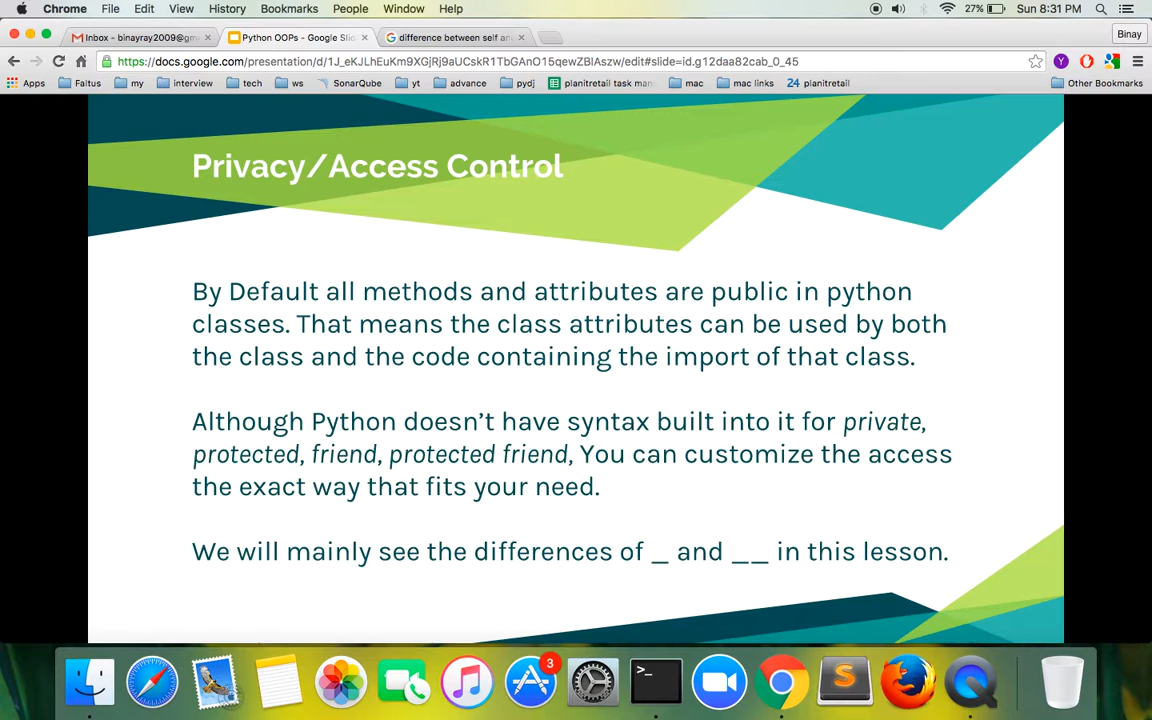 Chrome File Edit View History Bookmarks People Window Help 27% Sun 8:31 PM
Inbox - binayray2009@gm Python OOPs - Google Slid difference between self an Binay
https://docs.google.com/presentation/d/1J_eKJLhEuKm9XGjRj9aUCskR1TbGAnO15qewZBlAszw/edit#slide=id.g12daa82cab_0_45
Apps Faltus my interview tech ws SonarQube yt advance pydj planitretail task man mac mac links 24 planitretail Other Bookmarks
Privacy/Access Control
By Default all methods and attributes are public in python
classes. That means the class attributes can be used by both
the class and the code containing the import of that class.
Although Python doesn’t have syntax built into it for private,
protected, friend, protected friend, You can customize the access
the exact way that fits your need.
We will mainly see the differences of _ and __ in this lesson.
3